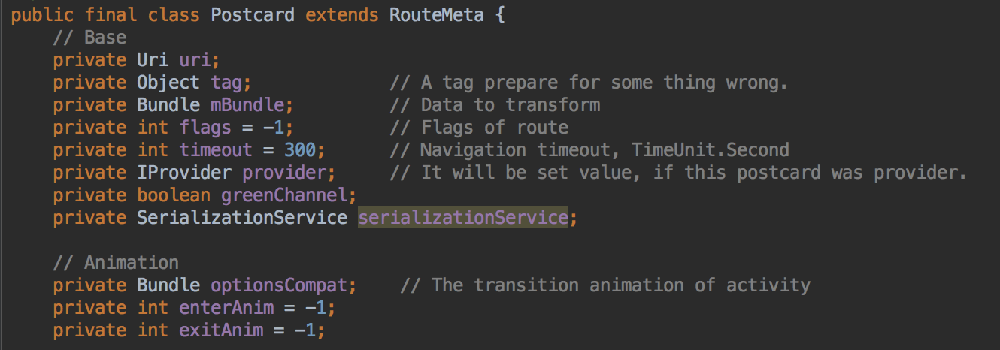 public final class Postcard extends RouteMeta {
    // Base
    private Uri uri;
    private Object tag;             // A tag prepare for some thing wrong.
    private Bundle mBundle;         // Data to transform
    private int flags = -1;         // Flags of route
    private int timeout = 300;      // Navigation timeout, TimeUnit.Second
    private IProvider provider;     // It will be set value, if this postcard was provider.
    private boolean greenChannel;
    private SerializationService serializationService;

    // Animation
    private Bundle optionsCompat;    // The transition animation of activity
    private int enterAnim = -1;
    private int exitAnim = -1;